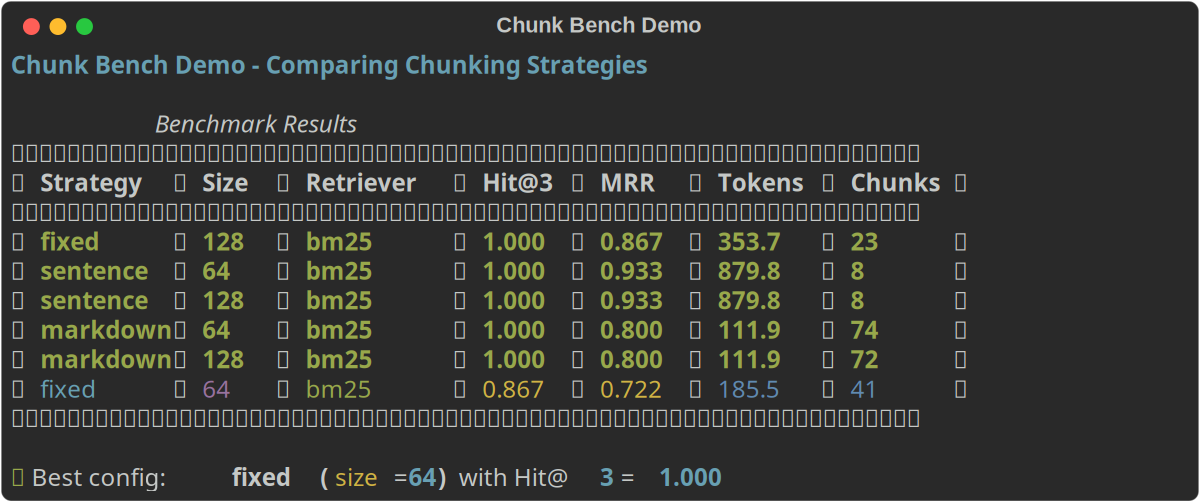 Chunk Bench Demo
Chunk Bench Demo - Comparing Chunking Strategies
Benchmark Results
Strategy Size Retriever Hit@3 MRR Tokens Chunks
fixed 128 bm25 1.000 0.867 353.7 23
sentence 64 bm25 1.000 0.933 879.8 8
sentence 128 bm25 1.000 0.933 879.8 8
markdown 64 bm25 1.000 0.800 111.9 74
markdown 128 bm25 1.000 0.800 111.9 72
fixed 64 bm25 0.867 0.722 185.5 41
Best config: fixed (size=64) with Hit@3 = 1.000